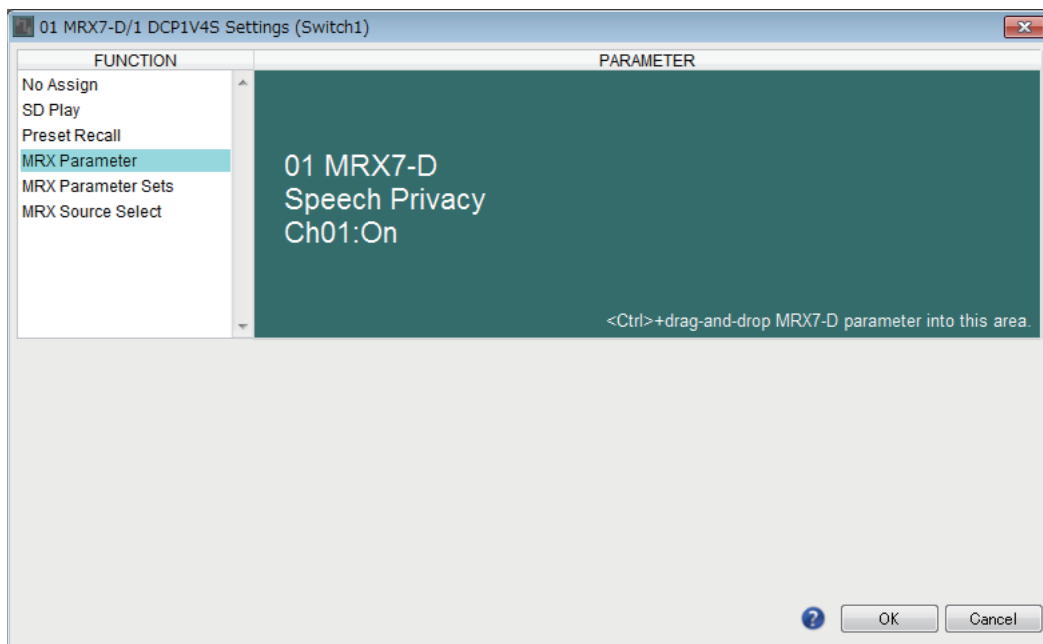 01 MRX7-D/1 DCP1V4S Settings (Switch1)
FUNCTION
No Assign
SD Play
Preset Recall
MRX Parameter
MRX Parameter Sets
MRX Source Select
PARAMETER
01 MRX7-D
Speech Privacy
Ch01:On
<Ctrl>+drag-and-drop MRX7-D parameter into this area.
?
OK
Cancel